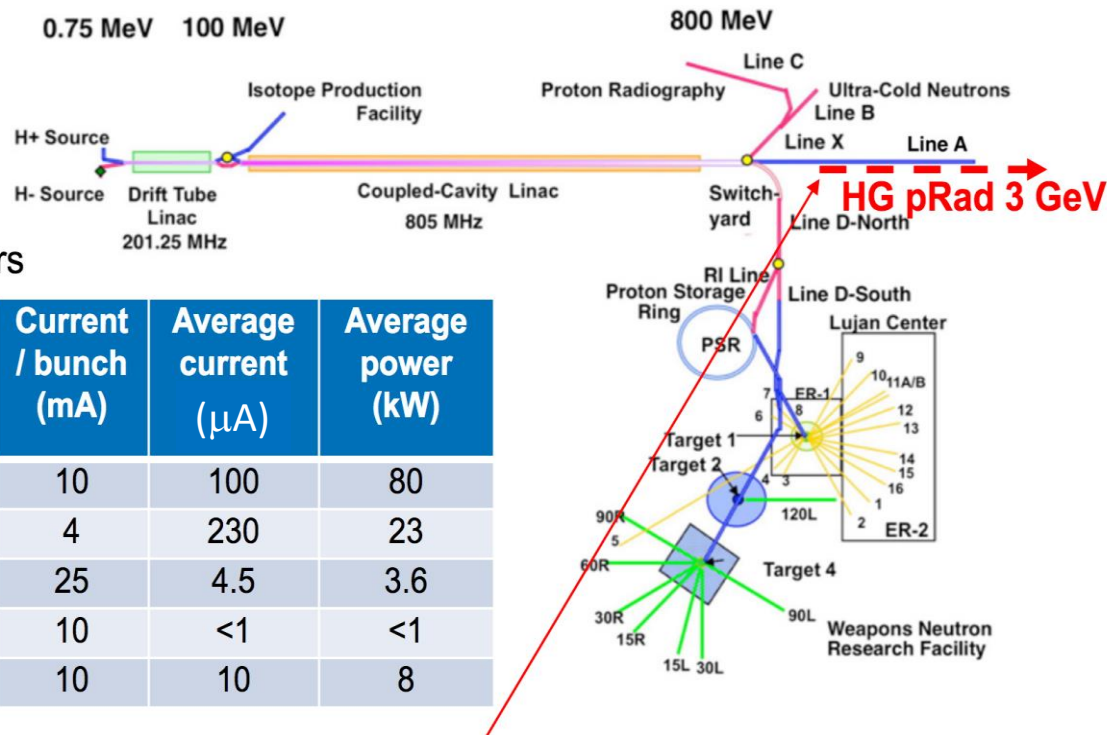 0.75 MeV 100 MeV
800 MeV
Line C
Isotope Production
Facility
Proton Radiography
Ultra-Cold Neutrons
Line B
H+ Source
Line X
Line A
H- Source
Drift Tube
Linac
201.25 MHz
Coupled-Cavity Linac
805 MHz
Switch-
yard
HG pRad 3 GeV
Line D-North
rs
RI Line
Proton Storage
Ring
Line D-South
Lujan Center
PSR
Current
/ bunch
(mA)
Average
current
(μA)
Average
power
(kW)
10 100 80
4 230 23
25 4.5 3.6
10 <1 <1
10 10 8
9
10
11A/B
7
ER-1
8
12
6
13
Target 1
14
Target 2
15
4
3
16
1
120L
2
90R
ER-2
5
60R
Target 4
30R
90L
15R
Weapons Neutron
Research Facility
15L
30L